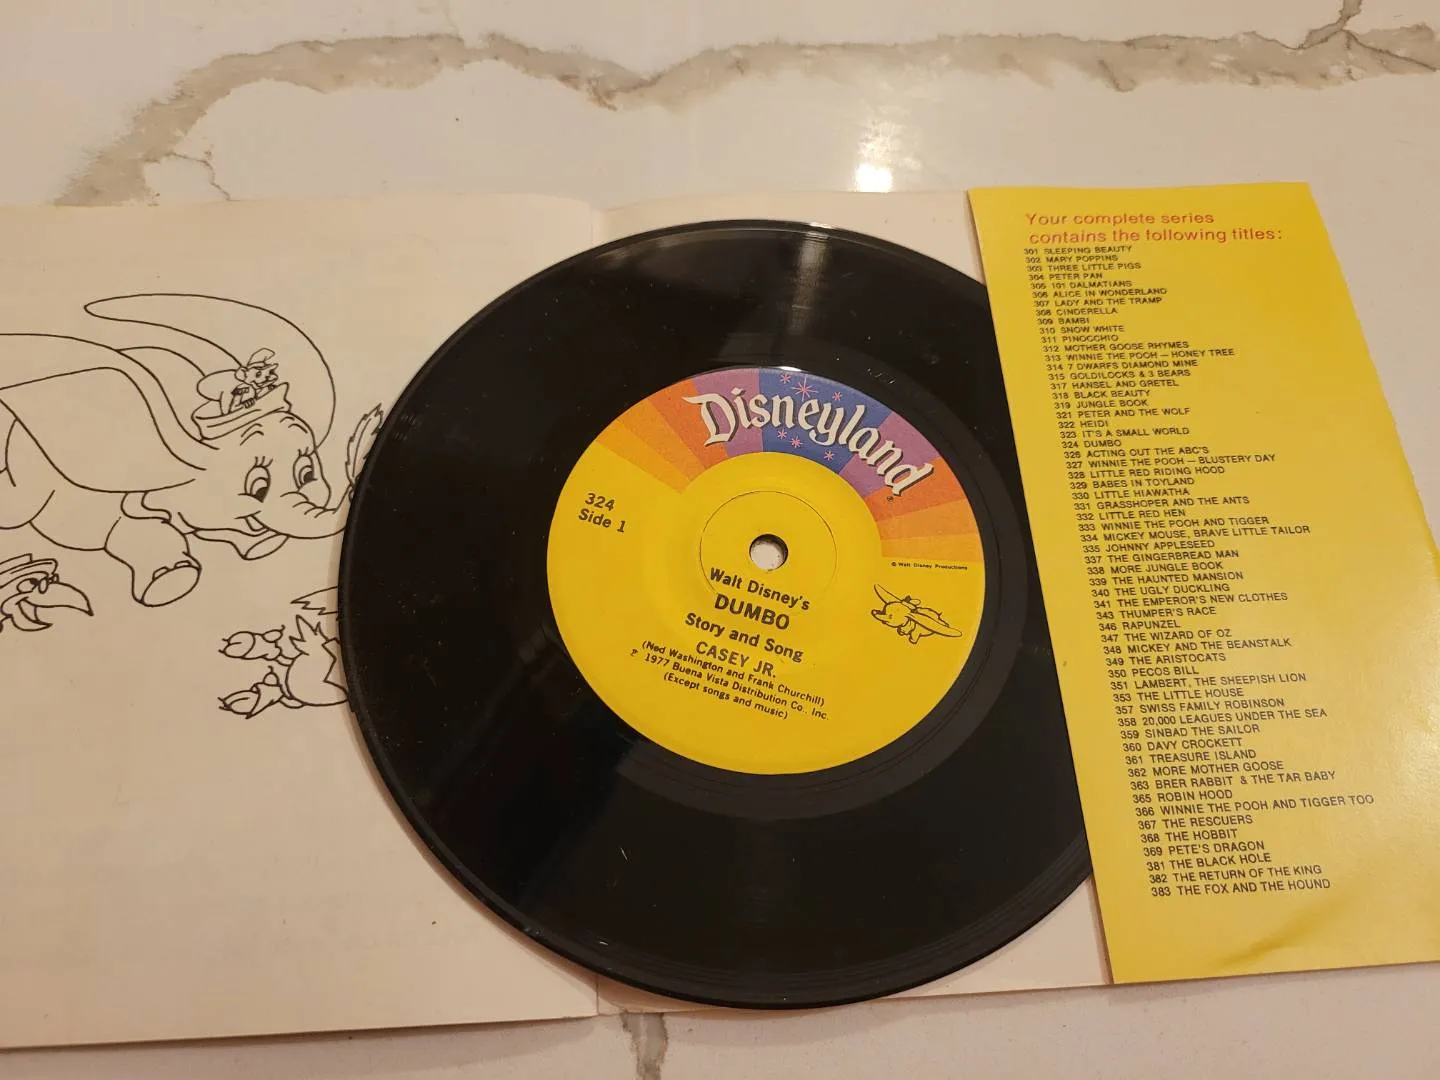 Disneyland
324
Side 1
© Walt Disney Productions
Walt Disney's
DUMBO
Story and Song
CASEY JR.
(Ned Washington and Frank Churchill)
℗ 1977 Buena Vista Distribution Co., Inc.
(Except songs and music)
Your complete series
contains the following titles:
301 SLEEPING BEAUTY
302 MARY POPPINS
303 THREE LITTLE PIGS
304 PETER PAN
305 101 DALMATIANS
306 ALICE IN WONDERLAND
307 LADY AND THE TRAMP
308 CINDERELLA
309 BAMBI
310 SNOW WHITE
311 PINOCCHIO
312 MOTHER GOOSE RHYMES
313 WINNIE THE POOH — HONEY TREE
314 7 DWARFS DIAMOND MINE
315 GOLDILOCKS & 3 BEARS
317 HANSEL AND GRETEL
318 BLACK BEAUTY
319 JUNGLE BOOK
321 PETER AND THE WOLF
322 HEIDI
323 IT'S A SMALL WORLD
324 DUMBO
326 ACTING OUT THE ABC'S
327 WINNIE THE POOH — BLUSTERY DAY
328 LITTLE RED RIDING HOOD
329 BABES IN TOYLAND
330 LITTLE HIAWATHA
331 GRASSHOPER AND THE ANTS
332 LITTLE RED HEN
333 WINNIE THE POOH AND TIGGER
334 MICKEY MOUSE, BRAVE LITTLE TAILOR
335 JOHNNY APPLESEED
337 THE GINGERBREAD MAN
338 MORE JUNGLE BOOK
339 THE HAUNTED MANSION
340 THE UGLY DUCKLING
341 THE EMPEROR'S NEW CLOTHES
343 THUMPER'S RACE
346 RAPUNZEL
347 THE WIZARD OF OZ
348 MICKEY AND THE BEANSTALK
349 THE ARISTOCATS
350 PECOS BILL
351 LAMBERT, THE SHEEPISH LION
353 THE LITTLE HOUSE
357 SWISS FAMILY ROBINSON
358 20,000 LEAGUES UNDER THE SEA
359 SINBAD THE SAILOR
360 DAVY CROCKETT
361 TREASURE ISLAND
362 MORE MOTHER GOOSE
363 BRER RABBIT & THE TAR BABY
365 ROBIN HOOD
366 WINNIE THE POOH AND TIGGER TOO
367 THE RESCUERS
368 THE HOBBIT
369 PETE'S DRAGON
381 THE BLACK HOLE
382 THE RETURN OF THE KING
383 THE FOX AND THE HOUND